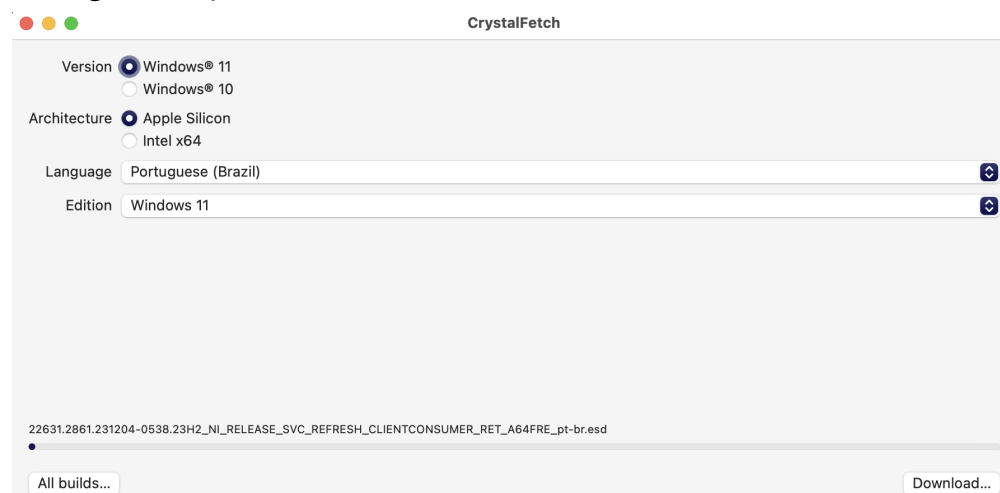 CrystalFetch
Version Windows® 11
Windows® 10
Architecture Apple Silicon
Intel x64
Language Portuguese (Brazil)
Edition Windows 11
22631.2861.231204-0538.23H2_NI_RELEASE_SVC_REFRESH_CLIENTCONSUMER_RET_A64FRE_pt-br.esd
All builds...
Download...